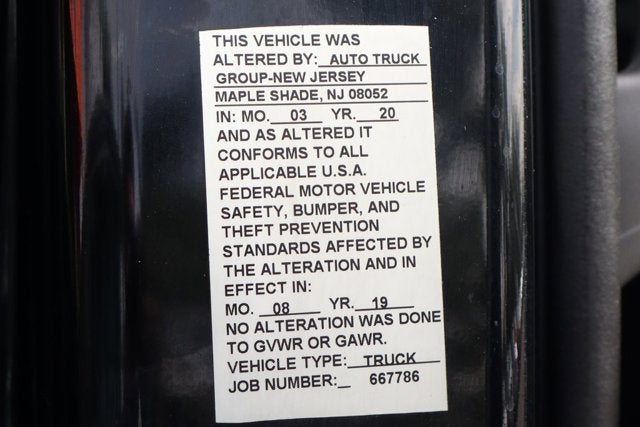 THIS VEHICLE WAS
ALTERED BY: AUTO TRUCK
GROUP-NEW JERSEY
MAPLE SHADE, NJ 08052
IN: MO. 03 YR. 20
AND AS ALTERED IT
CONFORMS TO ALL
APPLICABLE U.S.A.
FEDERAL MOTOR VEHICLE
SAFETY, BUMPER, AND
THEFT PREVENTION
STANDARDS AFFECTED BY
THE ALTERATION AND IN
EFFECT IN:
MO. 08 YR. 19
NO ALTERATION WAS DONE
TO GVWR OR GAWR.
VEHICLE TYPE: TRUCK
JOB NUMBER:_ 667786